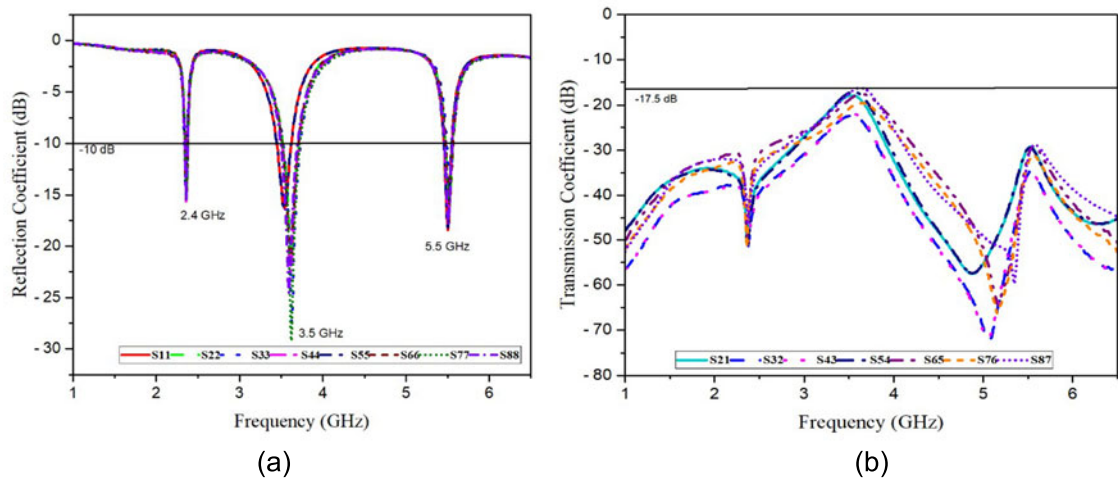 Reflection Coefficient (dB)
0
-5
-10
-15
-20
-25
-30
-10 dB
2.4 GHz
3.5 GHz
5.5 GHz
S11 S22 S33 S44 S55 S66 S77 S88
1 2 3 4 5 6
Frequency (GHz)
(a)
Transmission Coefficient (dB)
0
-10
-20
-30
-40
-50
-60
-70
-80
-17.5 dB
S21 S32 S43 S54 S65 S76 S87
1 2 3 4 5 6
Frequency (GHz)
(b)